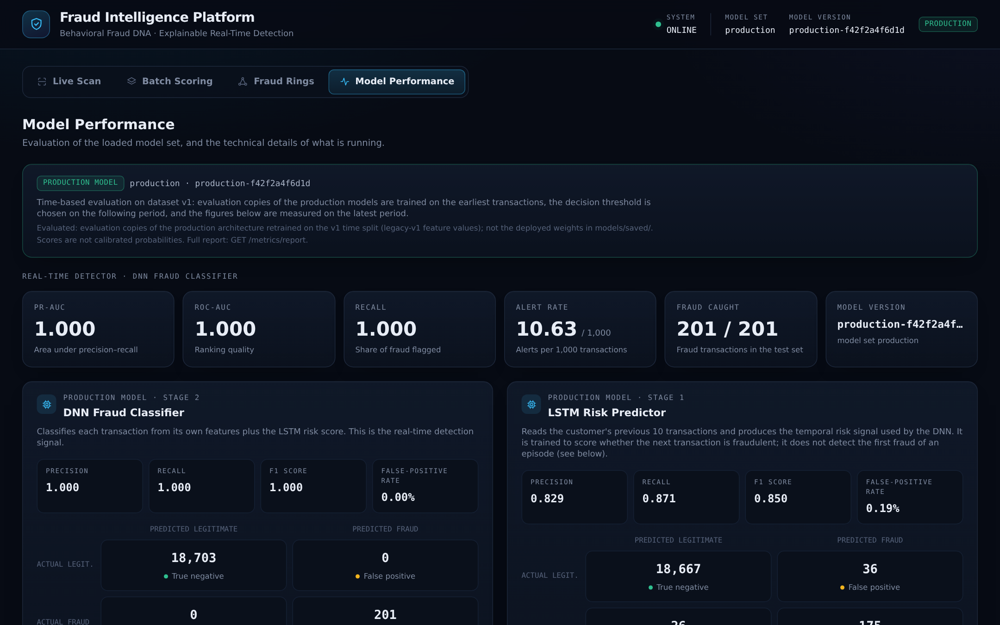 Fraud Intelligence Platform
Behavioral Fraud DNA · Explainable Real-Time Detection
SYSTEM
ONLINE
MODEL SET
production
MODEL VERSION
production-f42f2a4f6d1d
PRODUCTION
Live Scan
Batch Scoring
Fraud Rings
Model Performance
Model Performance
Evaluation of the loaded model set, and the technical details of what is running.
PRODUCTION MODEL production · production-f42f2a4f6d1d
Time-based evaluation on dataset v1: evaluation copies of the production models are trained on the earliest transactions, the decision threshold is
chosen on the following period, and the figures below are measured on the latest period.
Evaluated: evaluation copies of the production architecture retrained on the v1 time split (legacy-v1 feature values); not the deployed weights in models/saved/.
Scores are not calibrated probabilities. Full report: GET /metrics/report.
REAL-TIME DETECTOR · DNN FRAUD CLASSIFIER
PR-AUC
1.000
Area under precision–recall
ROC-AUC
1.000
Ranking quality
RECALL
1.000
Share of fraud flagged
ALERT RATE
10.63 / 1,000
Alerts per 1,000 transactions
FRAUD CAUGHT
201 / 201
Fraud transactions in the test set
MODEL VERSION
production-f42f2a4f…
model set production
PRODUCTION MODEL · STAGE 2
DNN Fraud Classifier
Classifies each transaction from its own features plus the LSTM risk score. This is the real-time detection
signal.
PRECISION
1.000
RECALL
1.000
F1 SCORE
1.000
FALSE-POSITIVE
RATE
0.00%
PREDICTED LEGITIMATE
PREDICTED FRAUD
ACTUAL LEGIT.
18,703
True negative
0
False positive
ACTUAL FRAUD
0
201
PRODUCTION MODEL · STAGE 1
LSTM Risk Predictor
Reads the customer's previous 10 transactions and produces the temporal risk signal used by the DNN. It
is trained to score whether the next transaction is fraudulent; it does not detect the first fraud of an
episode (see below).
PRECISION
0.829
RECALL
0.871
F1 SCORE
0.850
FALSE-POSITIVE
RATE
0.19%
PREDICTED LEGITIMATE
PREDICTED FRAUD
ACTUAL LEGIT.
18,667
True negative
36
False positive
26
175